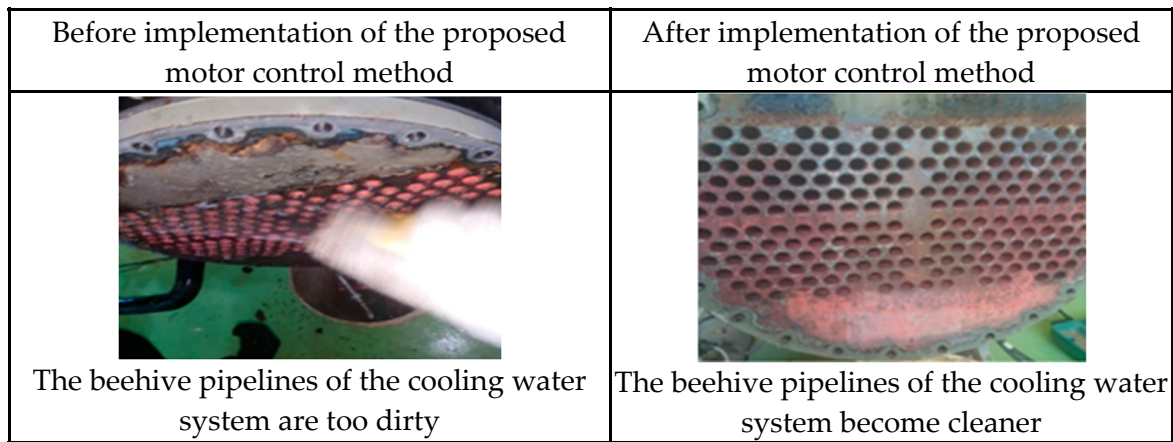 Before implementation of the proposed
motor control method
After implementation of the proposed
motor control method
The beehive pipelines of the cooling water
system are too dirty
The beehive pipelines of the cooling water
system become cleaner